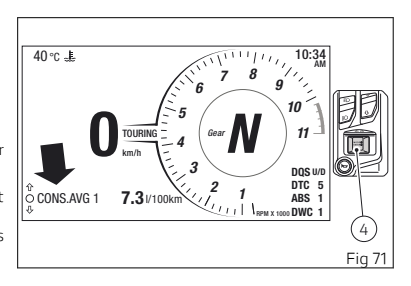 40 °C
10:34
AM
7 8
6 9
5 10
4 11
3
2 1
0
TOURING
km/h
Gear
N
DQS U/D
DTC 5
ABS 1
DWC 1
RPM X 1000
CONS.AVG 1
7.3 l/100km
4
r
t
s
Fig 71